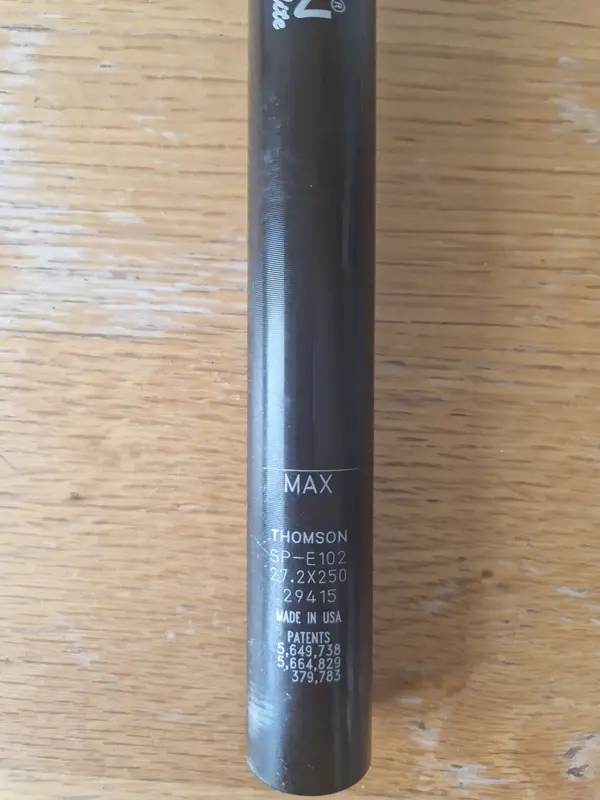 MAX
THOMSON
SP-E102
27.2X250
29415
MADE IN USA
PATENTS
5,649,738
5,664,829
379,783